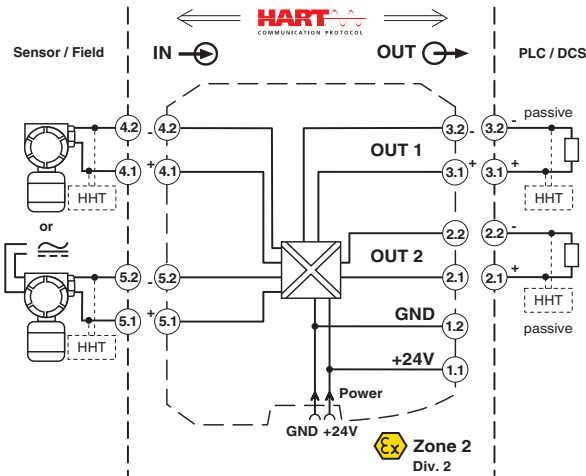 HART
COMMUNICATION PROTOCOL
Sensor / Field
IN
OUT
PLC / DCS
passive
4.2
- 4.2
3.2 -
3.2 -
OUT 1
4.1
+ 4.1
3.1 +
3.1 +
HHT
HHT
or
2.2
2.2 -
OUT 2
5.2
- 5.2
2.1
2.1 +
HHT
5.1
+ 5.1
GND
1.2
passive
HHT
+24V
1.1
Power
GND +24V
Ex
Zone 2
Div. 2